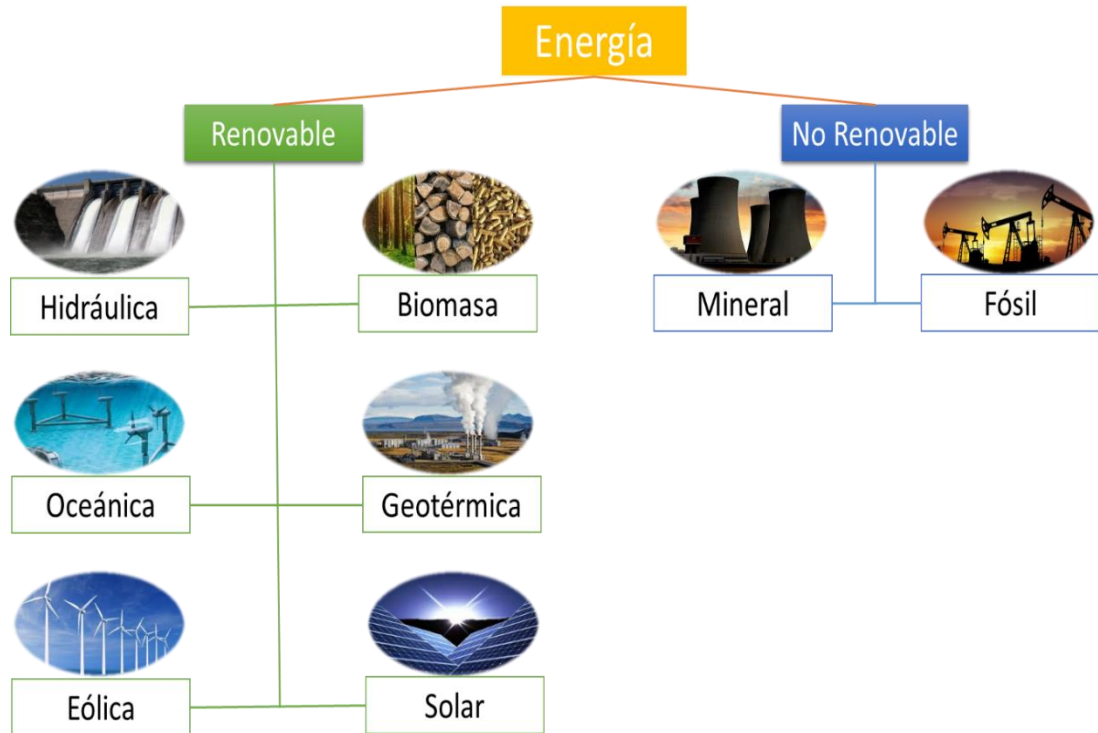 Energía
Renovable
No Renovable
Hidráulica
Biomasa
Mineral
Fósil
Oceánica
Geotérmica
Eólica
Solar